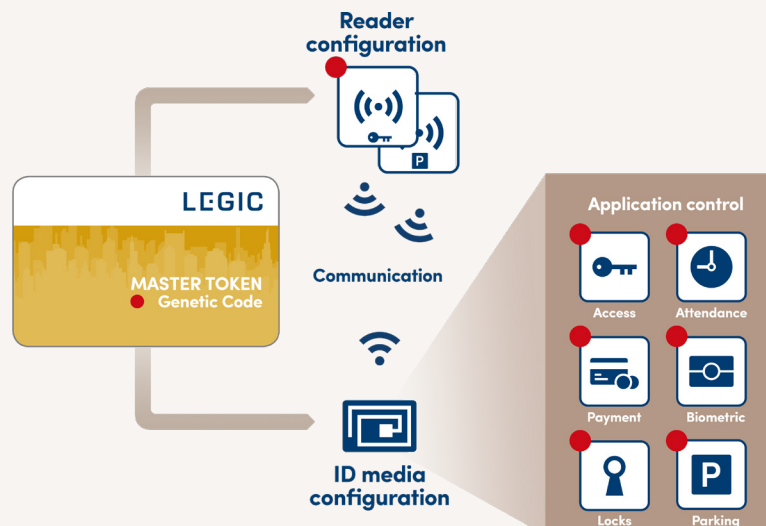 Reader
configuration
P
LEGIC
MASTER TOKEN
Genetic Code
Communication
ID media
configuration
Application control
Access
Attendance
Payment
Biometric
P
Locks
Parking